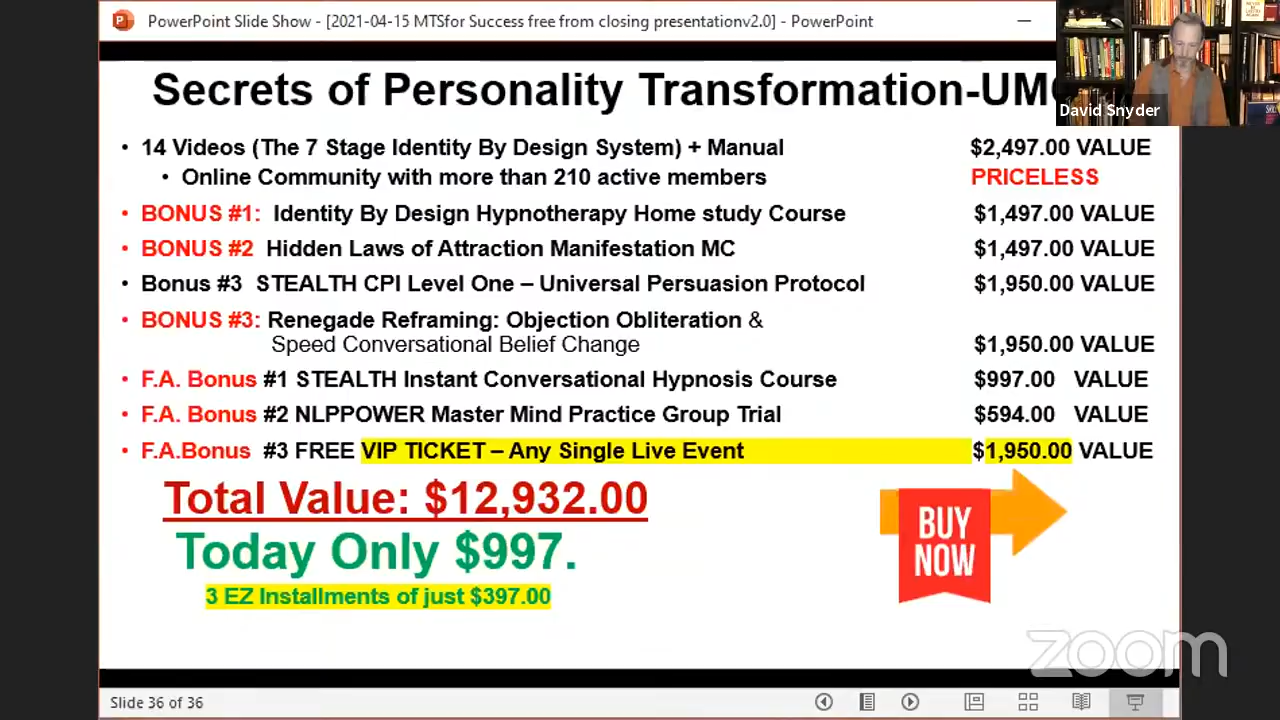 PowerPoint Slide Show - [2021-04-15 MTSfor Success free from closing presentationv2.0] - PowerPoint
David Snyder
Secrets of Personality Transformation-UM
• 14 Videos (The 7 Stage Identity By Design System) + Manual $2,497.00 VALUE
• Online Community with more than 210 active members PRICELESS
• BONUS #1: Identity By Design Hypnotherapy Home study Course $1,497.00 VALUE
• BONUS #2 Hidden Laws of Attraction Manifestation MC $1,497.00 VALUE
• Bonus #3 STEALTH CPI Level One – Universal Persuasion Protocol $1,950.00 VALUE
• BONUS #3: Renegade Reframing: Objection Obliteration &
Speed Conversational Belief Change $1,950.00 VALUE
• F.A. Bonus #1 STEALTH Instant Conversational Hypnosis Course $997.00 VALUE
• F.A. Bonus #2 NLPPOWER Master Mind Practice Group Trial $594.00 VALUE
• F.A.Bonus #3 FREE VIP TICKET – Any Single Live Event $1,950.00 VALUE
Total Value: $12,932.00
Today Only $997.
3 EZ Installments of just $397.00
BUY
NOW
zoom
Slide 36 of 36